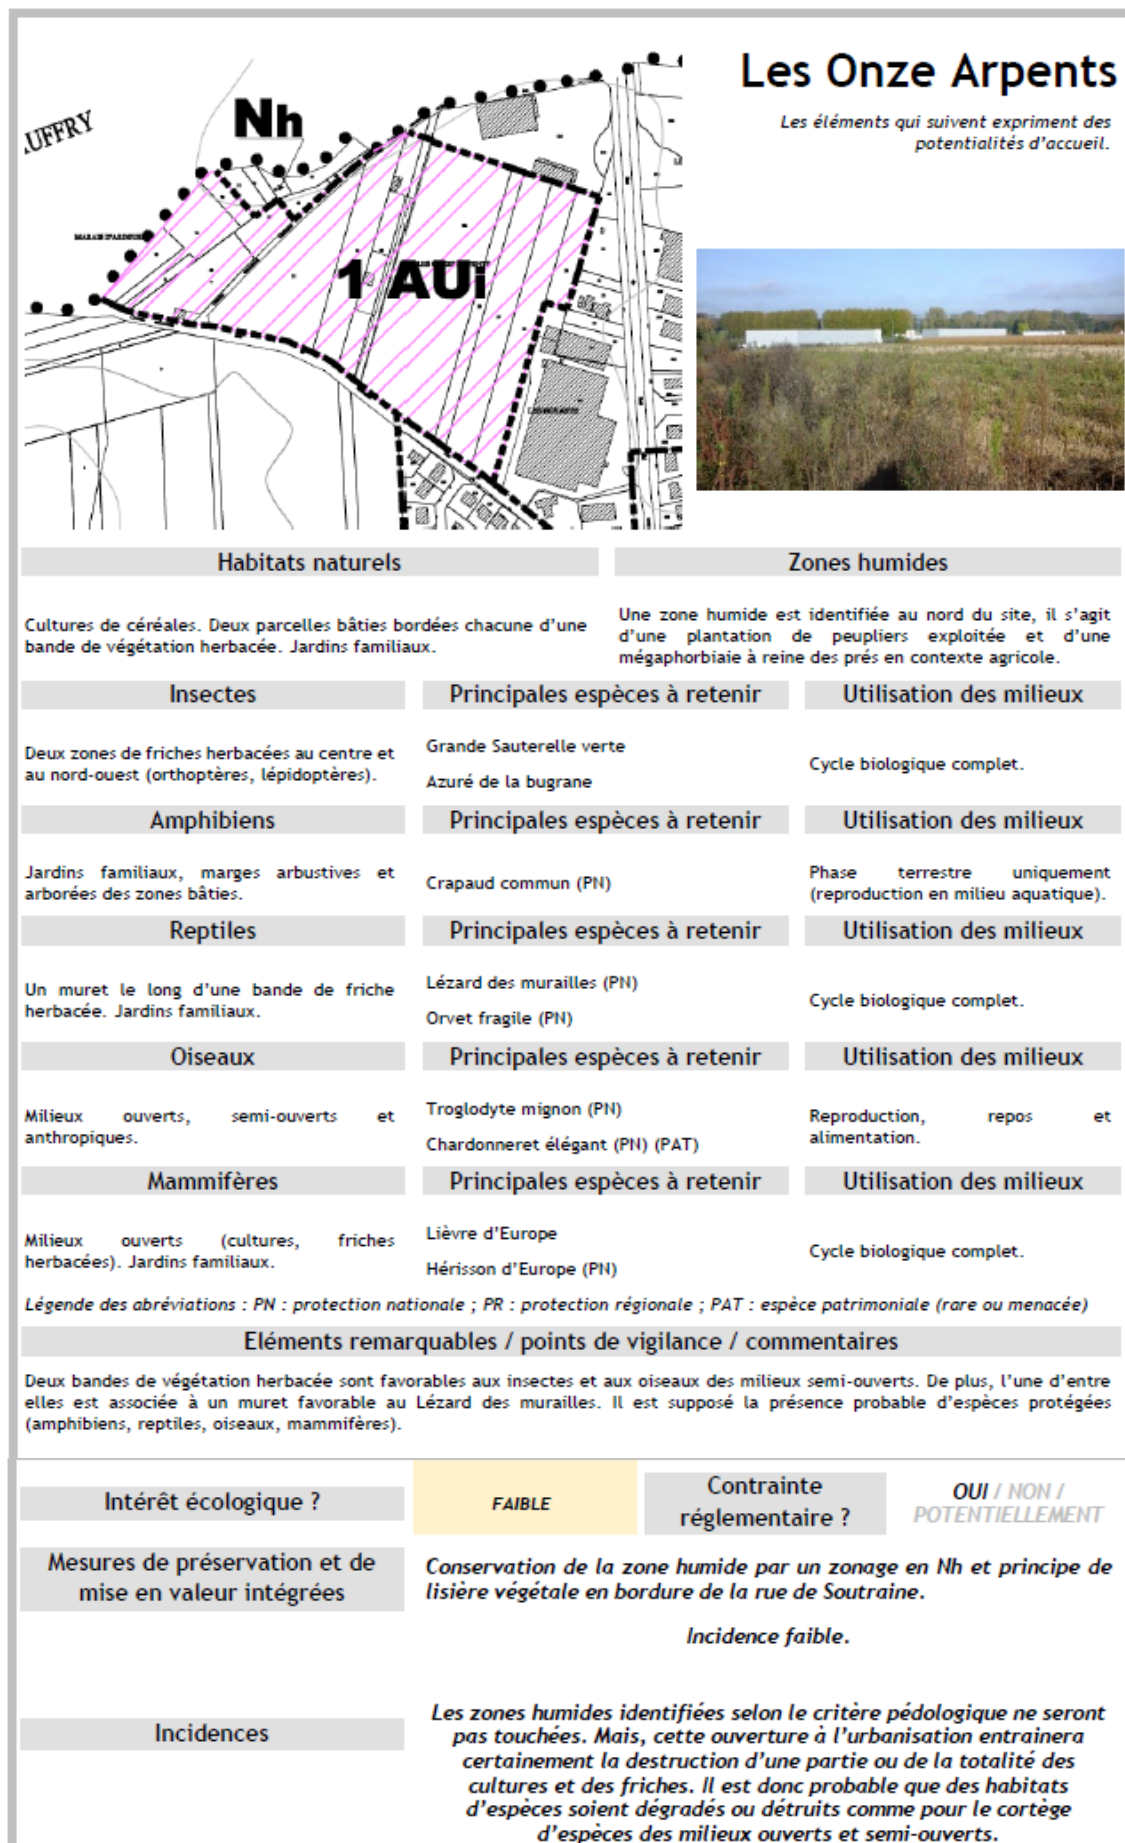 Les Onze Arpents
Les éléments qui suivent expriment des
potentialités d'accueil.
Nh
1 AUi
Habitats naturels
Zones humides
Cultures de céréales. Deux parcelles bâties bordées chacune d'une
bande de végétation herbacée. Jardins familiaux.
Une zone humide est identifiée au nord du site, il s'agit
d'une plantation de peupliers exploitée et d'une
mégaphorbiaie à reine des prés en contexte agricole.
Insectes
Principales espèces à retenir
Utilisation des milieux
Deux zones de friches herbacées au centre et
au nord-ouest (orthoptères, lépidoptères).
Grande Sauterelle verte
Azuré de la bugrane
Cycle biologique complet.
Amphibiens
Principales espèces à retenir
Utilisation des milieux
Jardins familiaux, marges arbustives et
arborées des zones bâties.
Crapaud commun (PN)
Phase terrestre uniquement
(reproduction en milieu aquatique).
Reptiles
Principales espèces à retenir
Utilisation des milieux
Un muret le long d'une bande de friche
herbacée. Jardins familiaux.
Lézard des murailles (PN)
Orvet fragile (PN)
Cycle biologique complet.
Oiseaux
Principales espèces à retenir
Utilisation des milieux
Milieux ouverts, semi-ouverts et
anthropiques.
Troglodyte mignon (PN)
Chardonneret élégant (PN) (PAT)
Reproduction, repos et
alimentation.
Mammifères
Principales espèces à retenir
Utilisation des milieux
Milieux ouverts (cultures, friches
herbacées). Jardins familiaux.
Lièvre d'Europe
Hérisson d'Europe (PN)
Cycle biologique complet.
Légende des abréviations : PN : protection nationale ; PR : protection régionale ; PAT : espèce patrimoniale (rare ou menacée)
Eléments remarquables / points de vigilance / commentaires
Deux bandes de végétation herbacée sont favorables aux insectes et aux oiseaux des milieux semi-ouverts. De plus, l'une d'entre
elles est associée à un muret favorable au Lézard des murailles. Il est supposé la présence probable d'espèces protégées
(amphibiens, reptiles, oiseaux, mammifères).
Intérêt écologique ?
FAIBLE
Contrainte
réglementaire ?
OUI / NON /
POTENTIELLEMENT
Mesures de préservation et de
mise en valeur intégrées
Conservation de la zone humide par un zonage en Nh et principe de
lisière végétale en bordure de la rue de Soutraine.
Incidence faible.
Incidences
Les zones humides identifiées selon le critère pédologique ne seront
pas touchées. Mais, cette ouverture à l'urbanisation entrainera
certainement la destruction d'une partie ou de la totalité des
cultures et des friches. Il est donc probable que des habitats
d'espèces soient dégradés ou détruits comme pour le cortège
d'espèces des milieux ouverts et semi-ouverts.